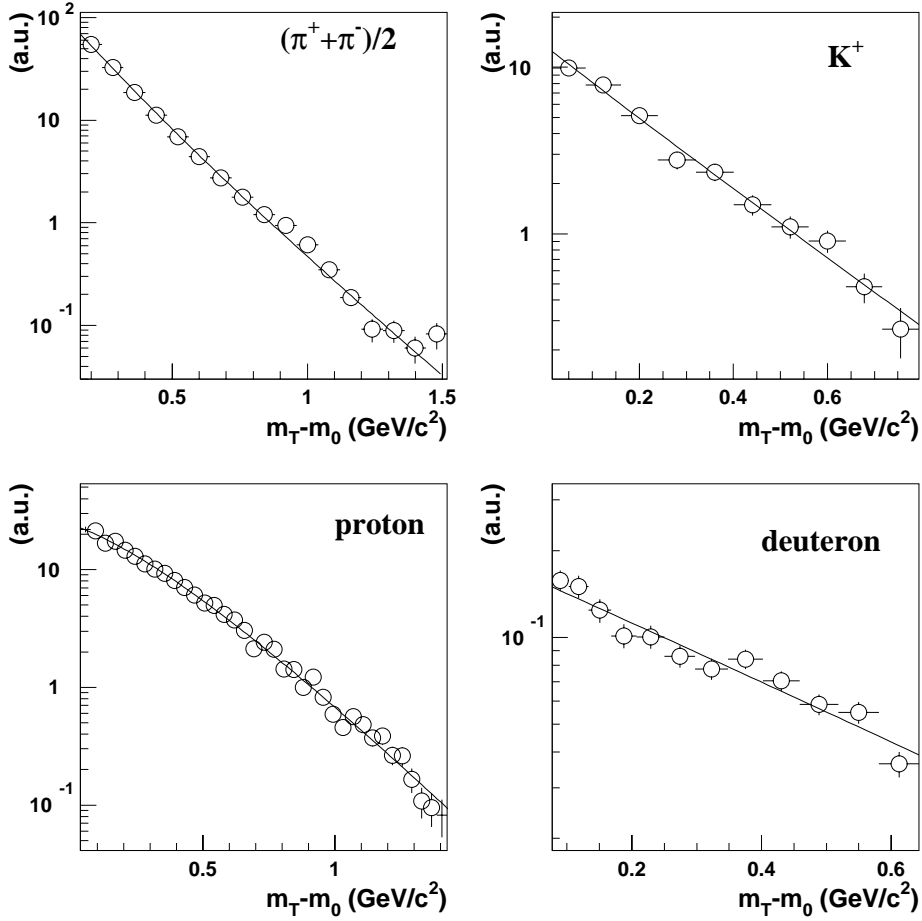 (a.u.)
10²
10
1
10⁻¹
(π⁺+π⁻)/2
0.5 1 1.5
m_T-m_0 (GeV/c²)
(a.u.)
10
1
K⁺
0.2 0.4 0.6
m_T-m_0 (GeV/c²)
(a.u.)
10
1
10⁻¹
proton
0.5 1
m_T-m_0 (GeV/c²)
(a.u.)
10⁻¹
deuteron
0.2 0.4 0.6
m_T-m_0 (GeV/c²)